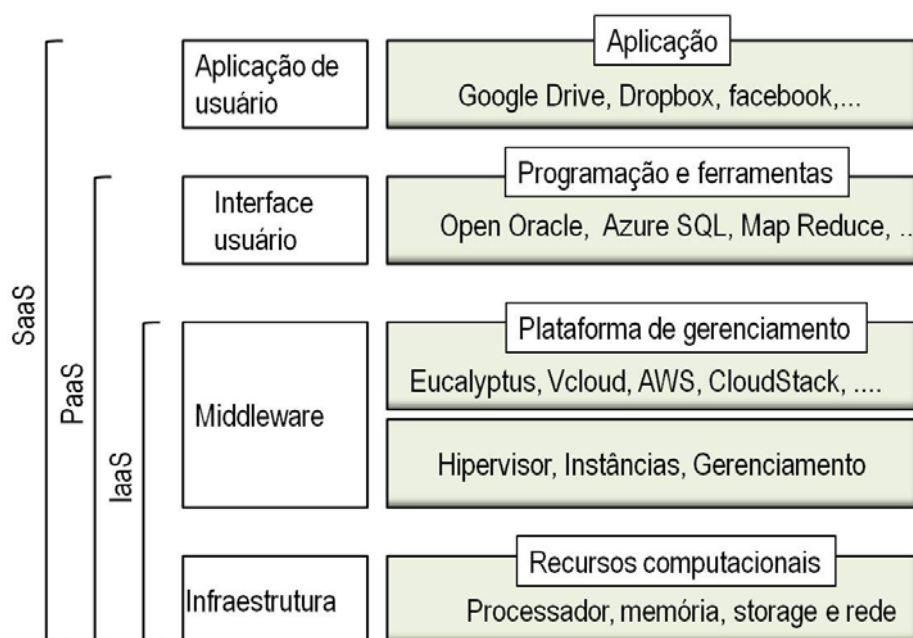 SaaS
PaaS
IaaS
Aplicação de
usuário
Aplicação
Google Drive, Dropbox, facebook,...
Interface
usuário
Programação e ferramentas
Open Oracle, Azure SQL, Map Reduce, ..
Middleware
Plataforma de gerenciamento
Eucalyptus, Vcloud, AWS, CloudStack, ....
Hipervisor, Instâncias, Gerenciamento
Infraestrutura
Recursos computacionais
Processador, memória, storage e rede